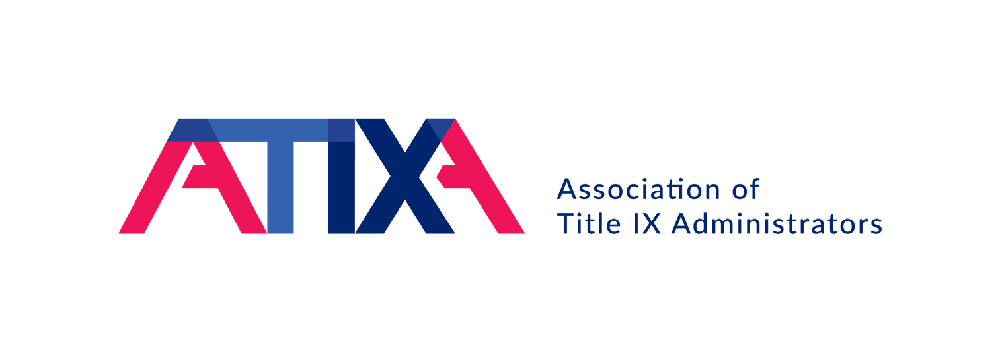 ATIXA
Association of
Title IX Administrators